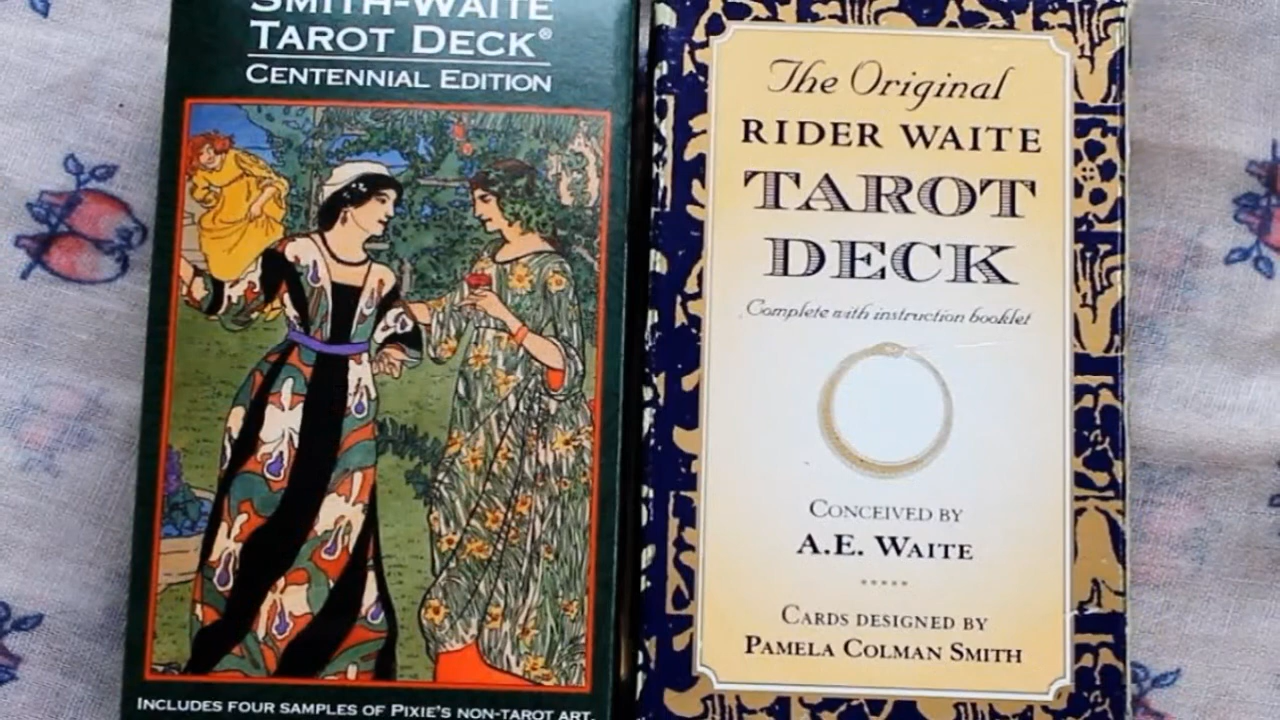 SMITH-WAITE
TAROT DECK®
CENTENNIAL EDITION
INCLUDES FOUR SAMPLES OF PIXIE'S NON-TAROT ART.
The Original
RIDER WAITE
TAROT
DECK
Complete with instruction booklet
CONCEIVED BY
A.E. WAITE
CARDS DESIGNED BY
PAMELA COLMAN SMITH